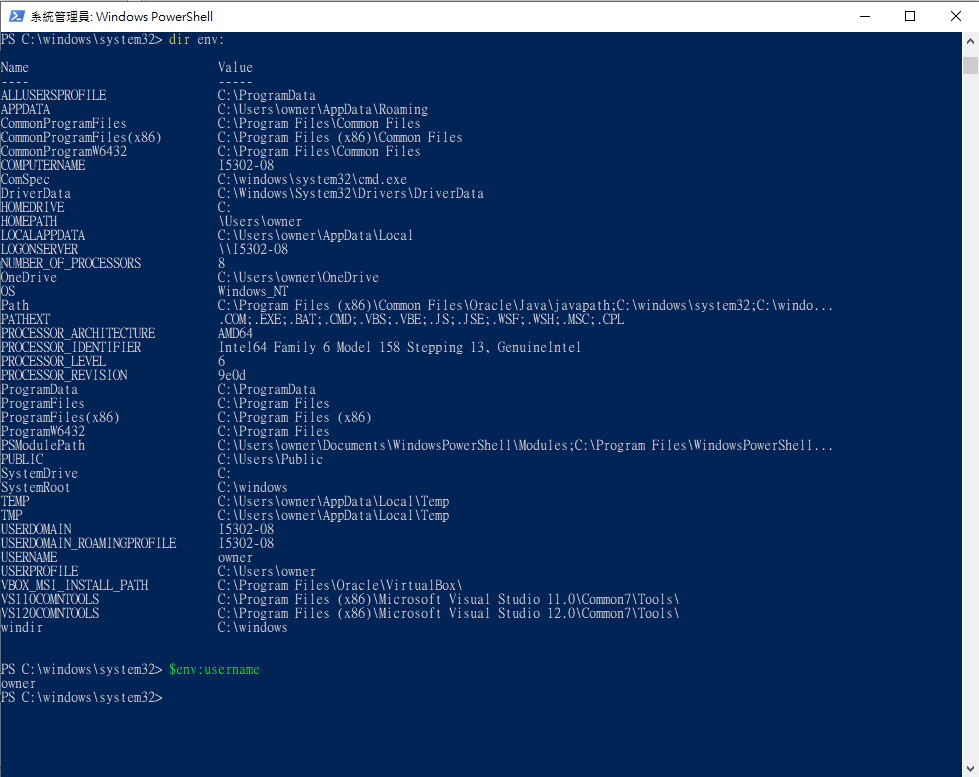 系統管理員: Windows PowerShell
PS C:\windows\system32> dir env:
Name Value
---- -----
ALLUSERSPROFILE C:\ProgramData
APPDATA C:\Users\owner\AppData\Roaming
CommonProgramFiles C:\Program Files\Common Files
CommonProgramFiles(x86) C:\Program Files (x86)\Common Files
CommonProgramW6432 C:\Program Files\Common Files
COMPUTERNAME I5302-08
ComSpec C:\windows\system32\cmd.exe
DriverData C:\Windows\System32\Drivers\DriverData
HOMEDRIVE C:
HOMEPATH \Users\owner
LOCALAPPDATA C:\Users\owner\AppData\Local
LOGONSERVER \\I5302-08
NUMBER_OF_PROCESSORS 8
OneDrive C:\Users\owner\OneDrive
OS Windows_NT
Path C:\Program Files (x86)\Common Files\Oracle\Java\javapath;C:\windows\system32;C:\windo...
PATHEXT .COM;.EXE;.BAT;.CMD;.VBS;.VBE;.JS;.JSE;.WSF;.WSH;.MSC;.CPL
PROCESSOR_ARCHITECTURE AMD64
PROCESSOR_IDENTIFIER Intel64 Family 6 Model 158 Stepping 13, GenuineIntel
PROCESSOR_LEVEL 6
PROCESSOR_REVISION 9e0d
ProgramData C:\ProgramData
ProgramFiles C:\Program Files
ProgramFiles(x86) C:\Program Files (x86)
ProgramW6432 C:\Program Files
PSModulePath C:\Users\owner\Documents\WindowsPowerShell\Modules;C:\Program Files\WindowsPowerShell...
PUBLIC C:\Users\Public
SystemDrive C:
SystemRoot C:\windows
TEMP C:\Users\owner\AppData\Local\Temp
TMP C:\Users\owner\AppData\Local\Temp
USERDOMAIN I5302-08
USERDOMAIN_ROAMINGPROFILE I5302-08
USERNAME owner
USERPROFILE C:\Users\owner
VBOX_MSI_INSTALL_PATH C:\Program Files\Oracle\VirtualBox\
VS110COMNTOOLS C:\Program Files (x86)\Microsoft Visual Studio 11.0\Common7\Tools\
VS120COMNTOOLS C:\Program Files (x86)\Microsoft Visual Studio 12.0\Common7\Tools\
windir C:\windows
PS C:\windows\system32> $env:username
owner
PS C:\windows\system32>